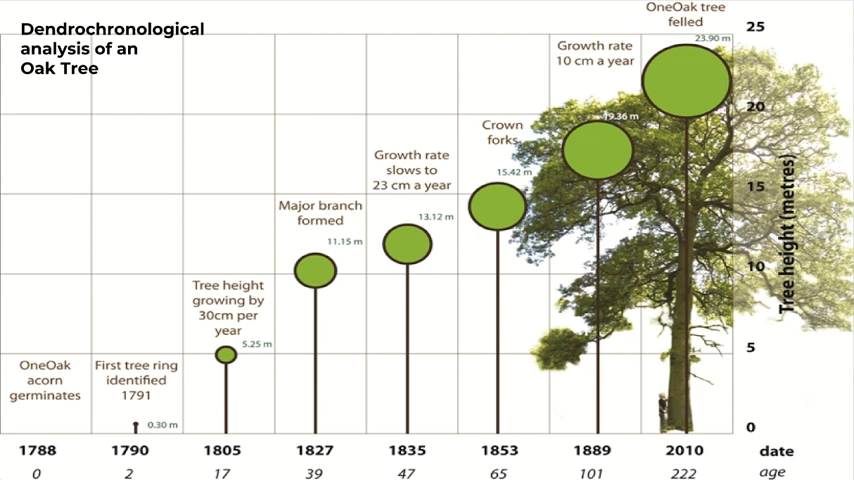 Dendrochronological
analysis of an
Oak Tree
OneOak tree
felled
23.90 m
Growth rate
10 cm a year
19.36 m
Crown
forks
15.42 m
Growth rate
slows to
23 cm a year
13.12 m
Major branch
formed
11.15 m
Tree height
growing by
30cm per
year
5.25 m
OneOak
acorn
germinates
First tree ring
identified
1791
0.30 m
25
20
15
10
5
0
Tree height (metres)
1788 1790 1805 1827 1835 1853 1889 2010 date
0 2 17 39 47 65 101 222 age